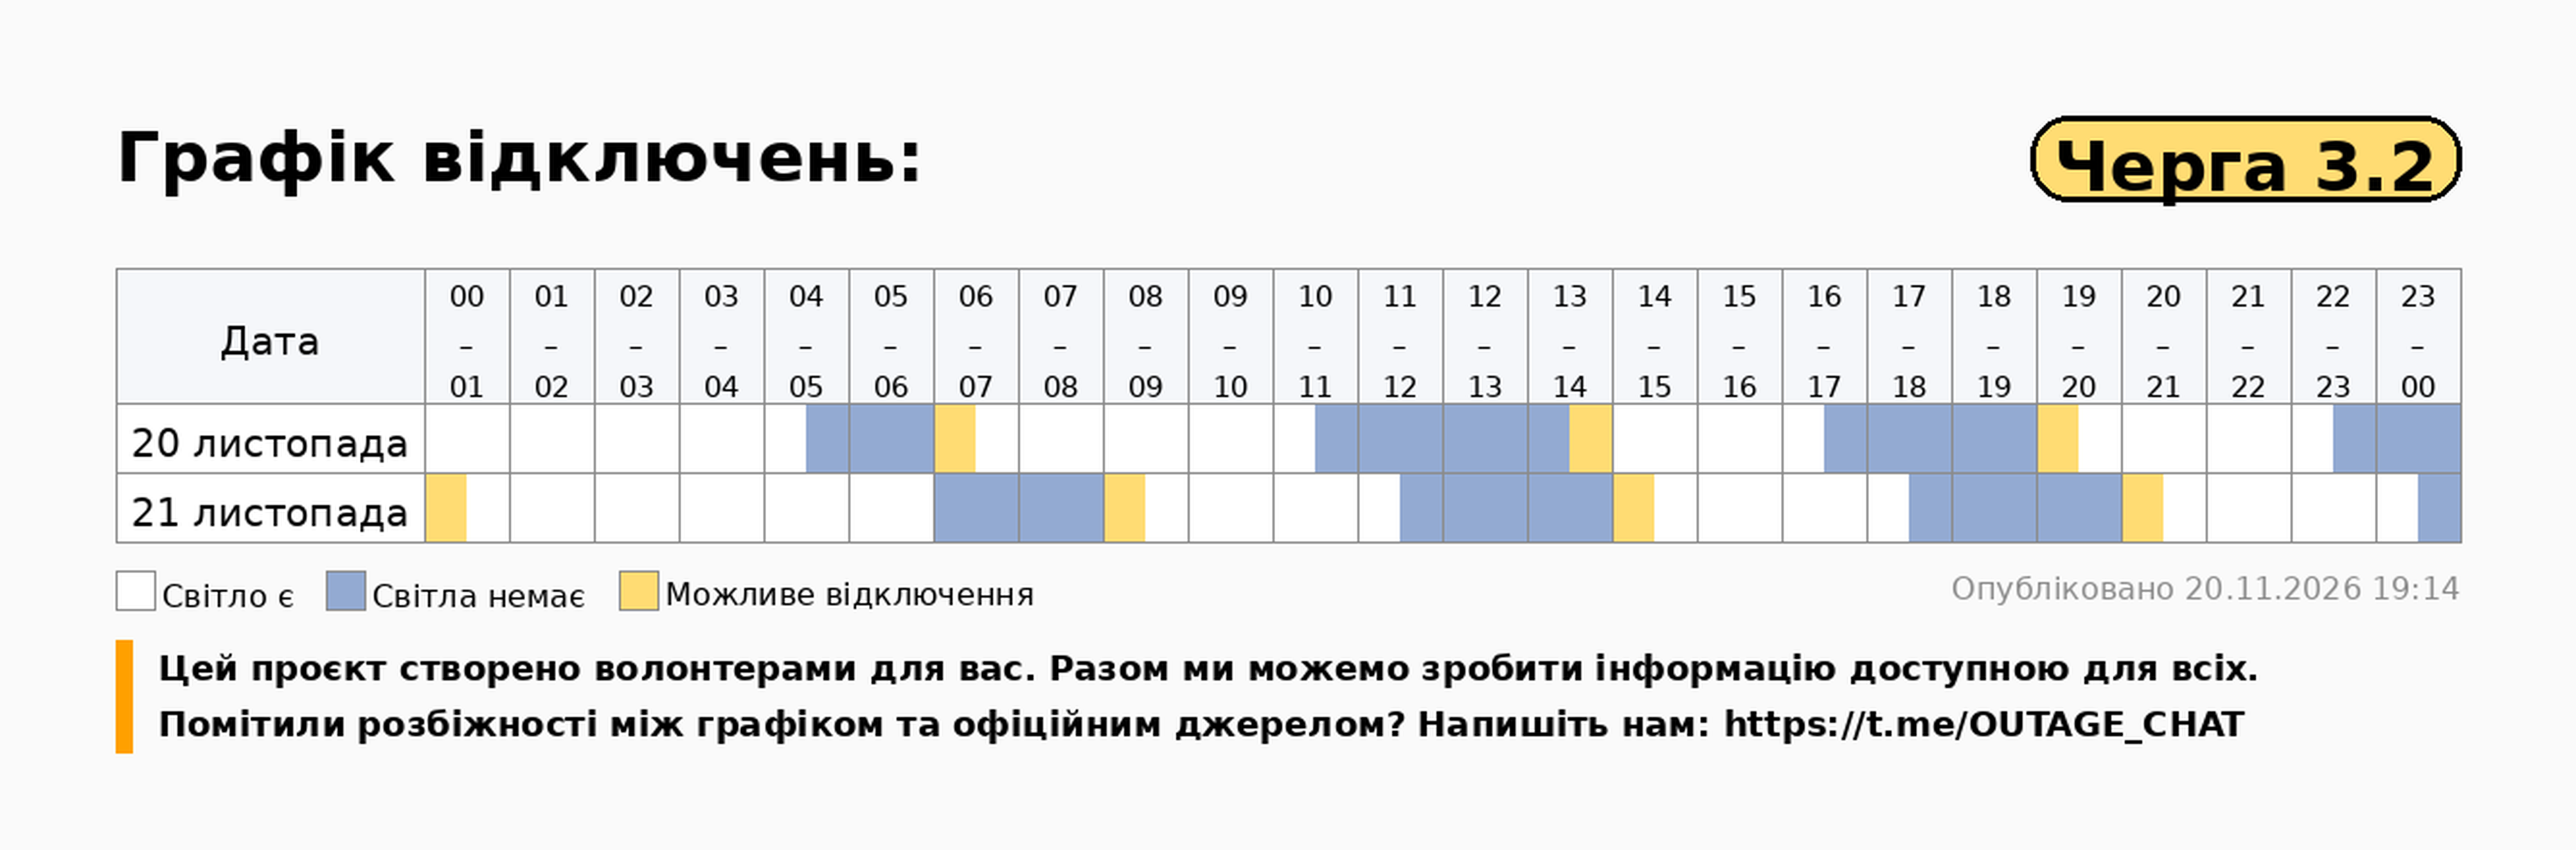 Графік відключень:
Черга 3.2
Дата
00 – 01
01 – 02
02 – 03
03 – 04
04 – 05
05 – 06
06 – 07
07 – 08
08 – 09
09 – 10
10 – 11
11 – 12
12 – 13
13 – 14
14 – 15
15 – 16
16 – 17
17 – 18
18 – 19
19 – 20
20 – 21
21 – 22
22 – 23
23 – 00
20 листопада
21 листопада
Світло є
Світла немає
Можливе відключення
Опубліковано 20.11.2026 19:14
Цей проєкт створено волонтерами для вас. Разом ми можемо зробити інформацію доступною для всіх.
Помітили розбіжності між графіком та офіційним джерелом? Напишіть нам: https://t.me/OUTAGE_CHAT